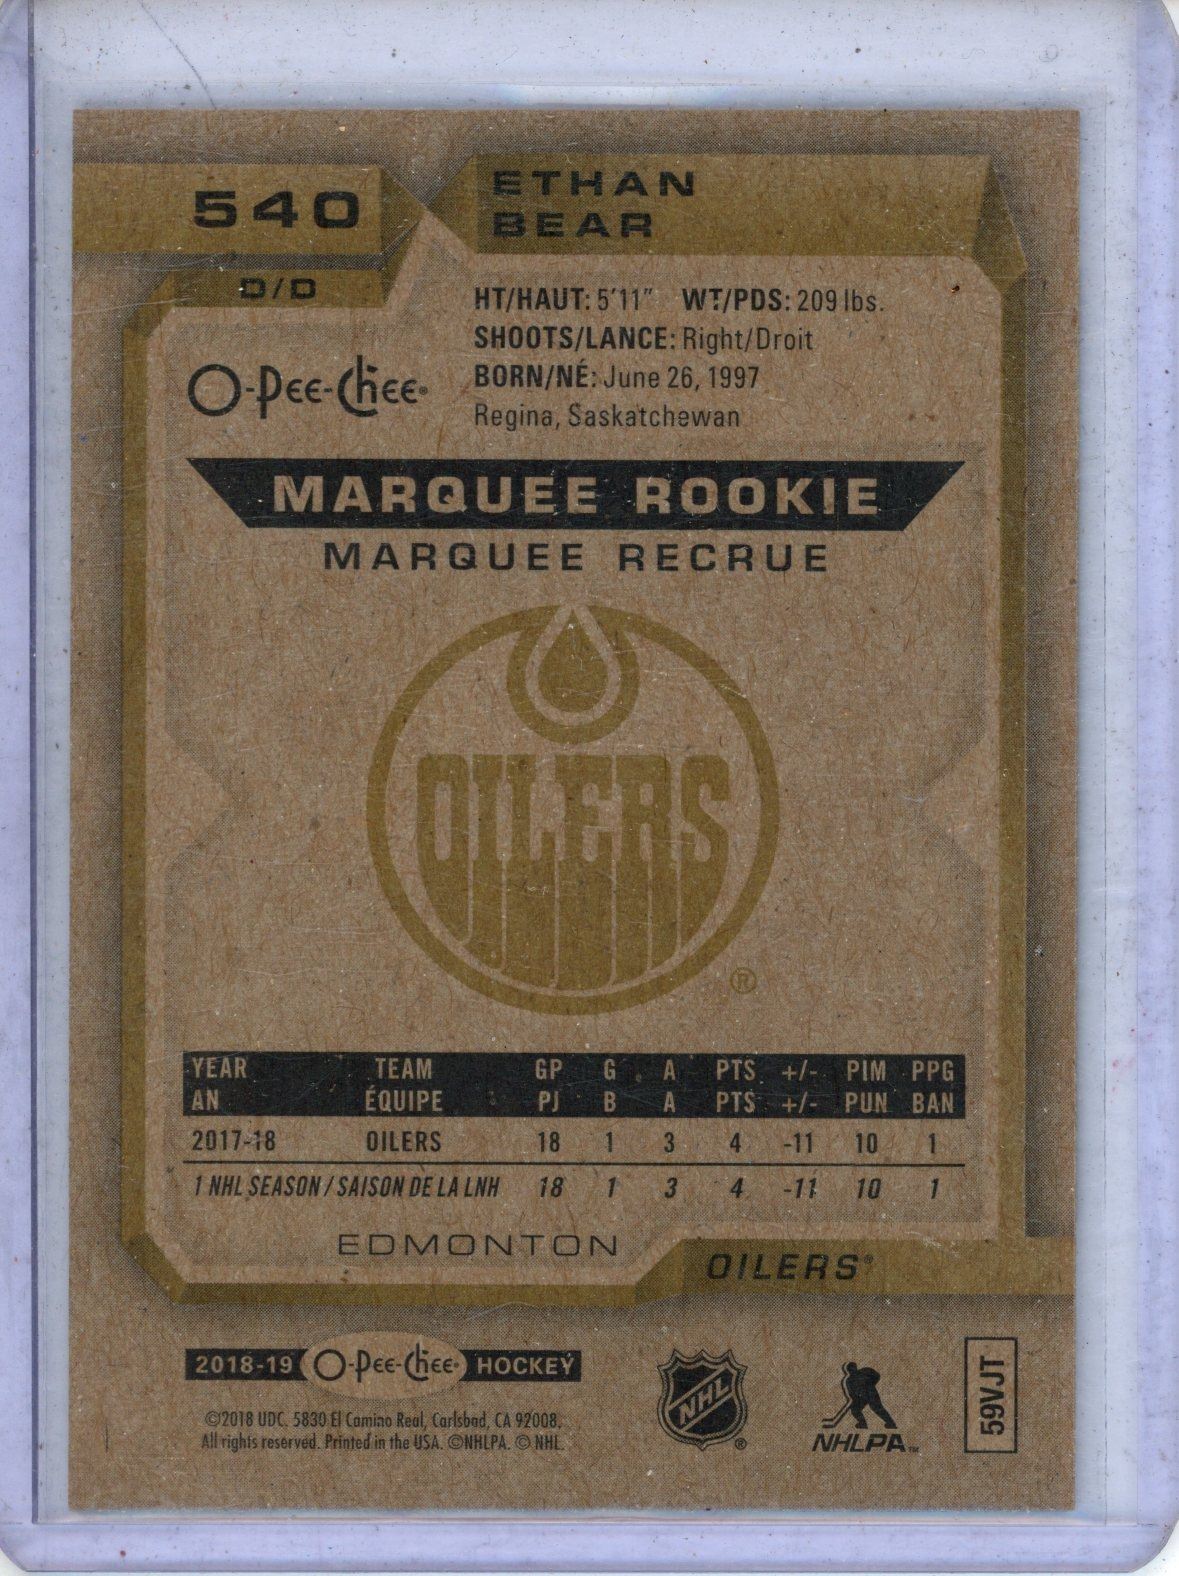 540
ETHAN
BEAR
D/D
HT/HAUT: 5'11" WT/PDS: 209 lbs.
SHOOTS/LANCE: Right/Droit
BORN/NÉ: June 26, 1997
Regina, Saskatchewan
O-Pee-Chee®
MARQUEE ROOKIE
MARQUEE RECRUE
OILERS
®
YEAR TEAM GP G A PTS +/- PIM PPG
AN ÉQUIPE PJ B A PTS +/- PUN BAN
2017-18 OILERS 18 1 3 4 -11 10 1
1 NHL SEASON / SAISON DE LA LNH 18 1 3 4 -11 10 1
EDMONTON
OILERS®
2018-19 O-Pee-Chee® HOCKEY
©2018 UDC. 5830 El Camino Real, Carlsbad, CA 92008.
All rights reserved. Printed in the USA. ©NHLPA. © NHL.
NHL
®
NHLPA™
59VJT